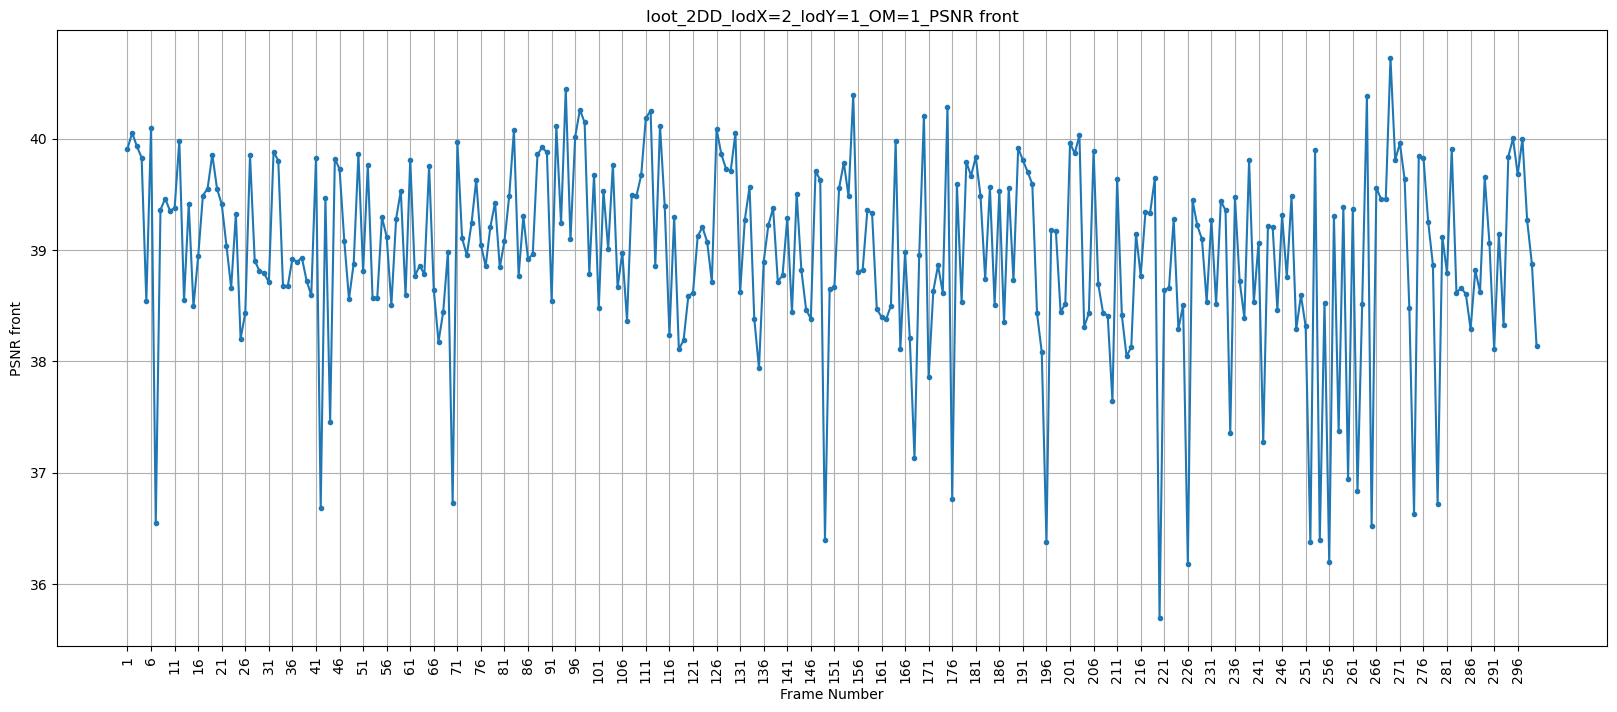 loot_2DD_lodX=2_lodY=1_OM=1_PSNR front
PSNR front
40
39
38
37
36
1 6 11 16 21 26 31 36 41 46 51 56 61 66 71 76 81 86 91 96 101 106 111 116 121 126 131 136 141 146 151 156 161 166 171 176 181 186 191 196 201 206 211 216 221 226 231 236 241 246 251 256 261 266 271 276 281 286 291 296
Frame Number